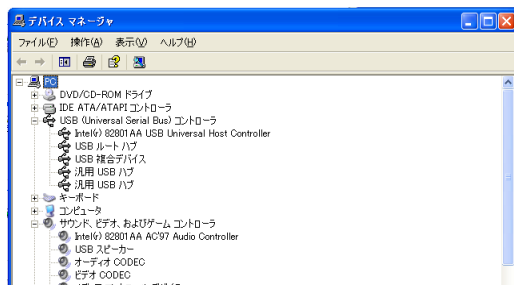 デバイス マネージャ
ファイル(F) 操作(A) 表示(V) ヘルプ(H)
PC
DVD/CD-ROM ドライブ
IDE ATA/ATAPI コントローラ
USB (Universal Serial Bus) コントローラ
Intel(r) 82801AA USB Universal Host Controller
USB ルート ハブ
USB 複合デバイス
汎用 USB ハブ
汎用 USB ハブ
キーボード
コンピュータ
サウンド、ビデオ、およびゲーム コントローラ
Intel(r) 82801AA AC'97 Audio Controller
USB スピーカー
オーディオ CODEC
ビデオ CODEC